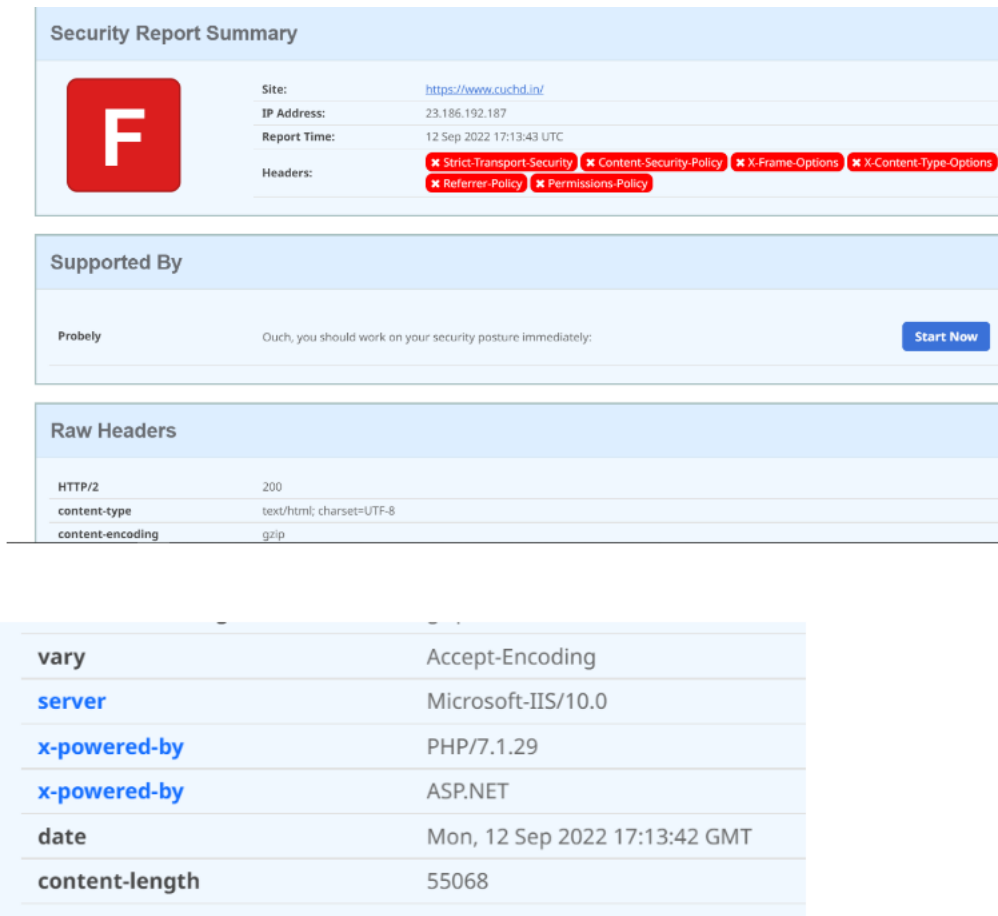 Security Report Summary
F
Site: https://www.cuchd.in/
IP Address: 23.186.192.187
Report Time: 12 Sep 2022 17:13:43 UTC
Headers: ✖ Strict-Transport-Security ✖ Content-Security-Policy ✖ X-Frame-Options ✖ X-Content-Type-Options
✖ Referrer-Policy ✖ Permissions-Policy
Supported By
Probely Ouch, you should work on your security posture immediately: Start Now
Raw Headers
HTTP/2 200
content-type text/html; charset=UTF-8
content-encoding gzip
vary Accept-Encoding
server Microsoft-IIS/10.0
x-powered-by PHP/7.1.29
x-powered-by ASP.NET
date Mon, 12 Sep 2022 17:13:42 GMT
content-length 55068